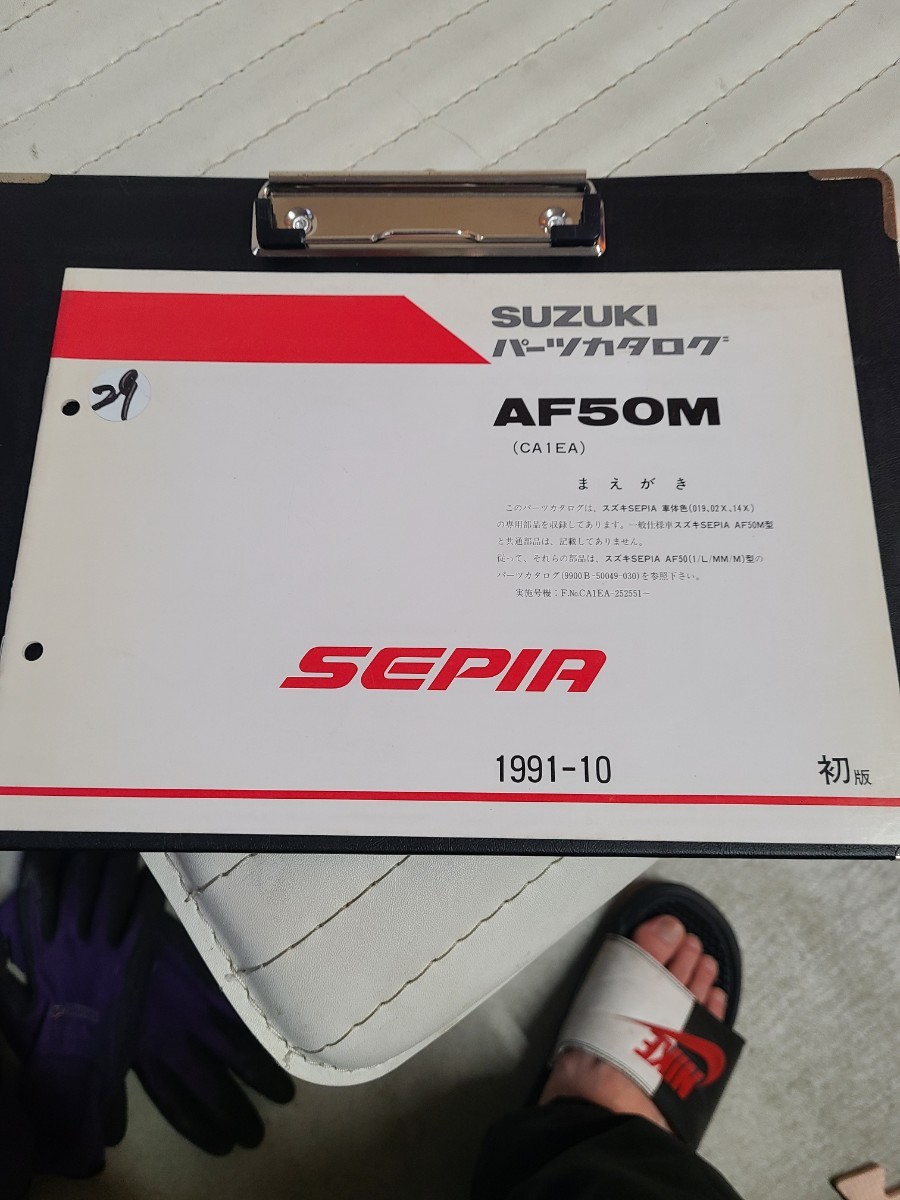 SUZUKI
パーツカタログ
29
AF50M
(CA1EA)
まえがき
このパーツカタログは、スズキSEPIA 車体色(019、02X、14X)
の専用部品を収録してあります。一般仕様車スズキSEPIA AF50M型
と共通部品は、記載してありません。
従って、それらの部品は、スズキSEPIA AF50(1/L/MM/M)型の
パーツカタログ(9900B-50049-030)を参照下さい。
実施号機:F.No.CA1EA-252551~
SEPIA
1991-10
初版
NIKE